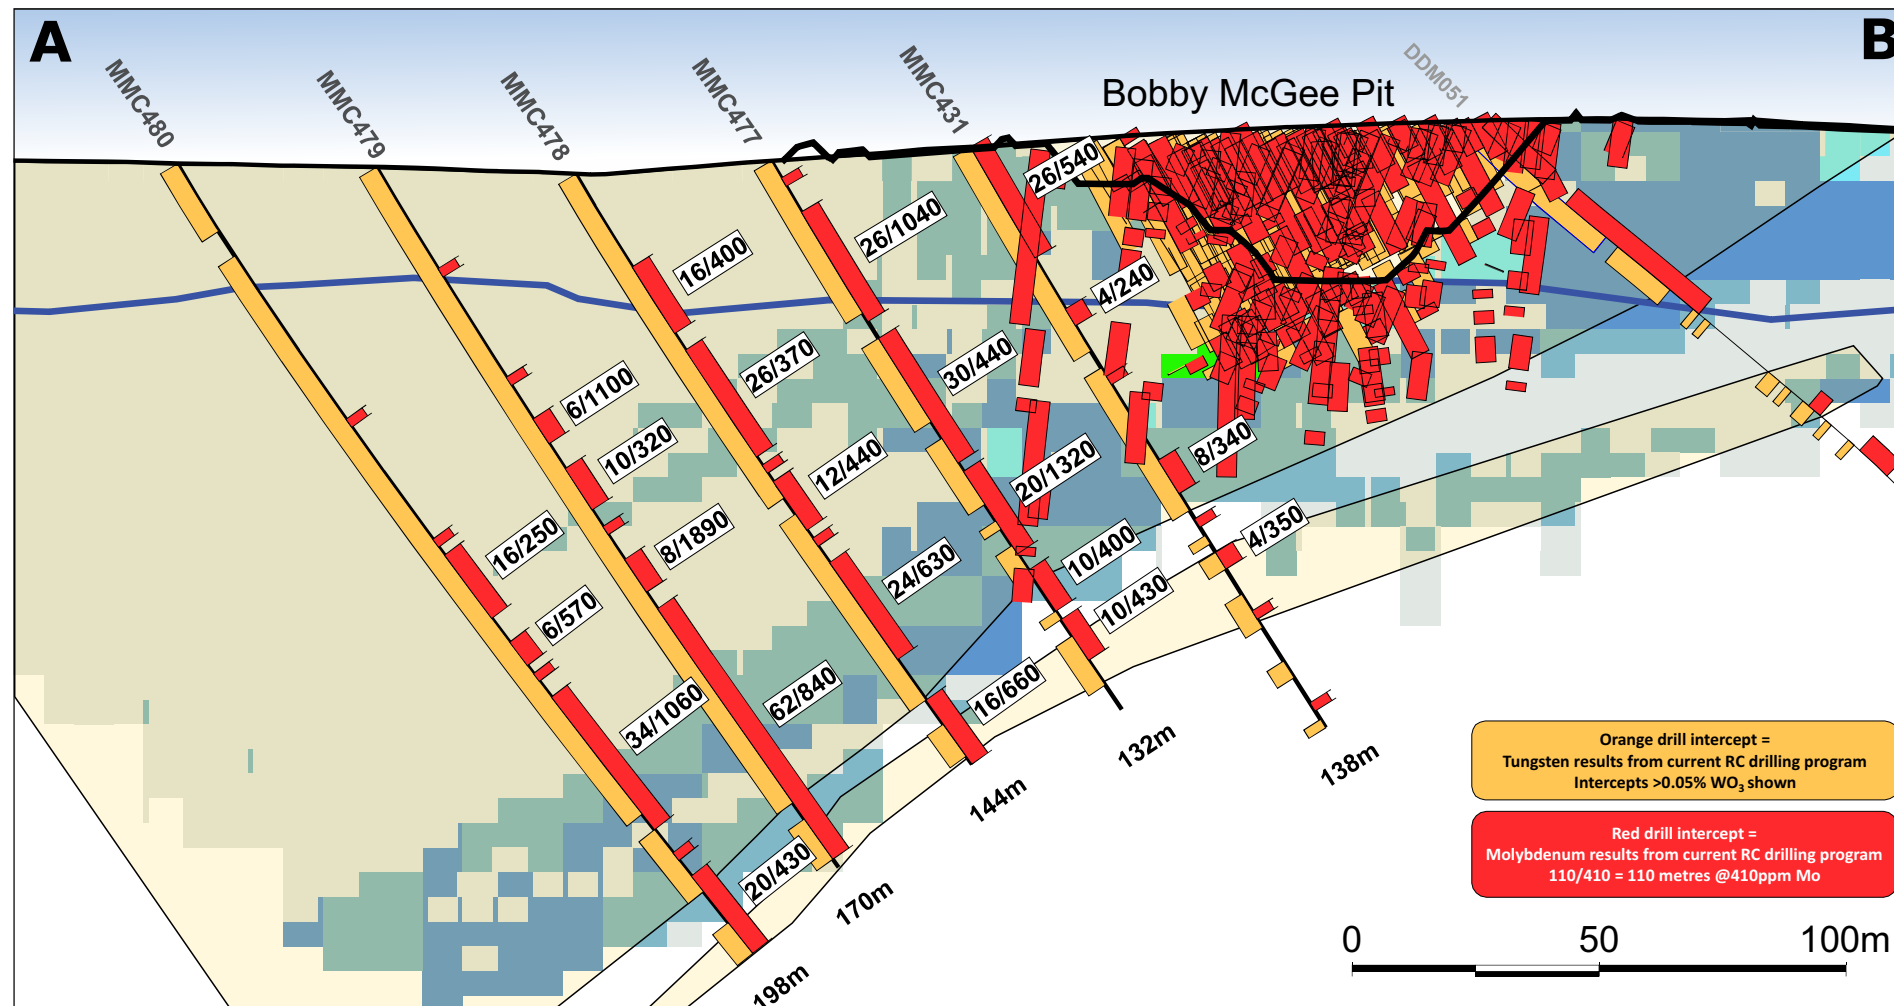 A
B
MMC480
MMC479
MMC478
MMC477
MMC431
Bobby McGee Pit
DDM051
26/540
26/1040
16/400
4/240
26/370
30/440
6/1100
10/320
12/440
8/340
20/1320
16/250
8/1890
4/350
10/400
24/630
6/570
10/430
34/1060
62/840
16/660
20/430
132m
138m
144m
170m
198m
Orange drill intercept =
Tungsten results from current RC drilling program
Intercepts >0.05% WO₃ shown
Red drill intercept =
Molybdenum results from current RC drilling program
110/410 = 110 metres @410ppm Mo
0 50 100m